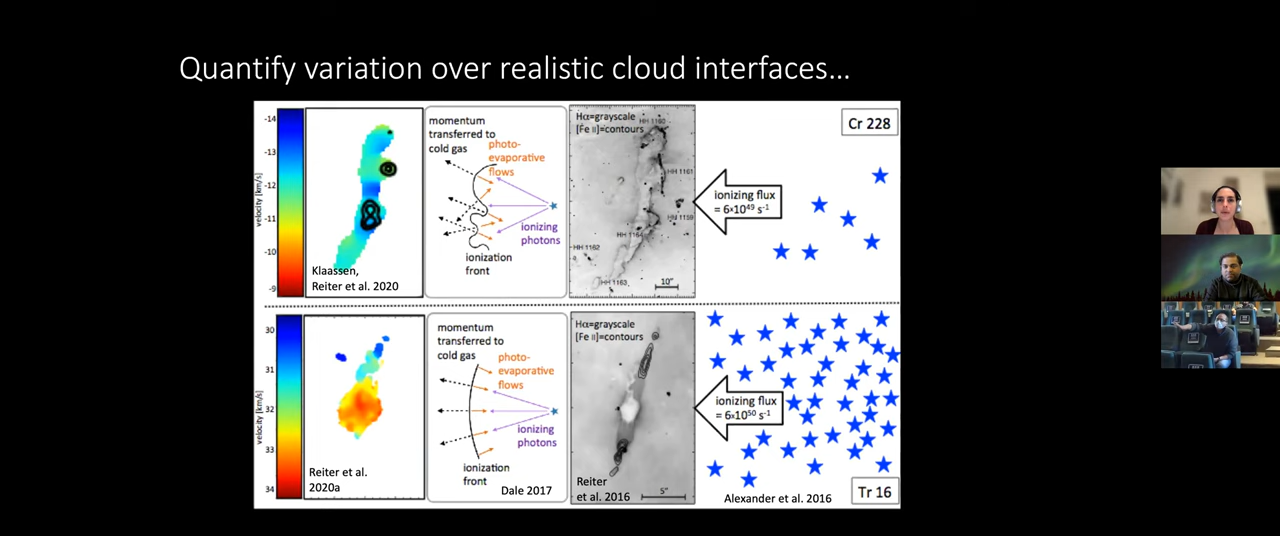 Quantify variation over realistic cloud interfaces...
-14
-13
-12
-11
-10
-9
velocity [km/s]
Klaassen,
Reiter et al. 2020
momentum
transferred to
cold gas
photo-
evaporative
flows
ionizing
photons
ionization
front
Hα=grayscale
[Fe II]=contours
HH 1160
HH 1161
HH 1159
HH 1164
HH 1162
HH 1163
10"
ionizing flux
= 6×10⁴⁹ s⁻¹
Cr 228
30
31
32
33
34
velocity [km/s]
Reiter et al.
2020a
momentum
transferred to
cold gas
photo-
evaporative
flows
ionizing
photons
ionization
front
Dale 2017
Hα=grayscale
[Fe II]=contours
Reiter
et al. 2016
5"
ionizing flux
= 6×10⁵⁰ s⁻¹
Alexander et al. 2016
Tr 16